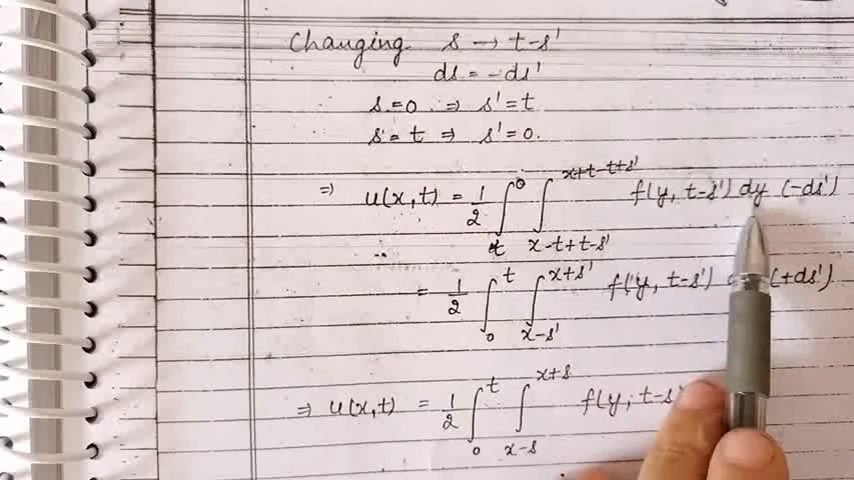 Changing s → t-s'
ds = -ds'
s=0 ⇒ s'=t
s'= t ⇒ s'=0.
⇒ u(x,t) = 1/2 ∫_t^0 ∫_{x-t+t-s'}^{x+t-t+s'} f(y, t-s') dy (-ds')
= 1/2 ∫_0^t ∫_{x-s'}^{x+s'} f(y, t-s') (+ds')
⇒ u(x,t) = 1/2 ∫_0^t ∫_{x-s}^{x+s} f(y, t-s